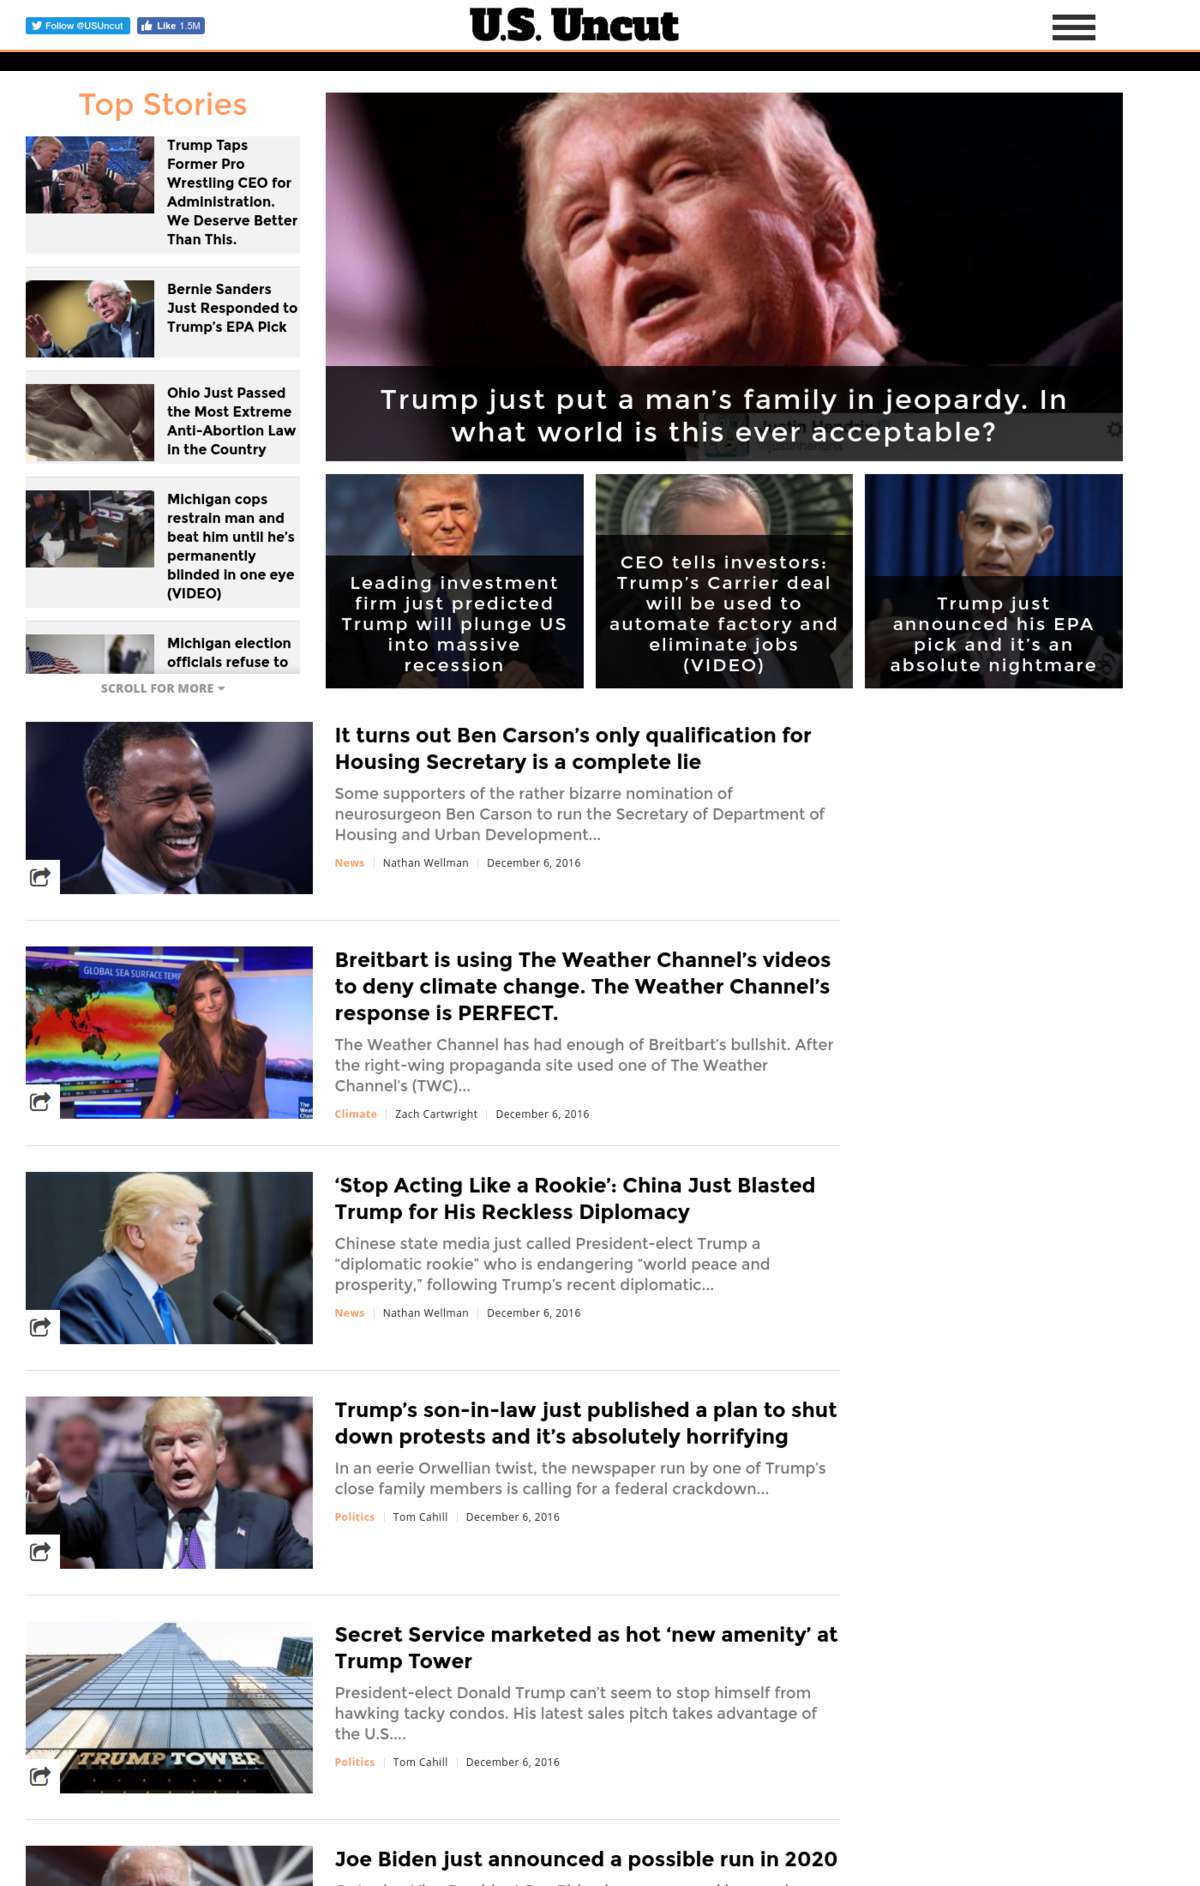 Follow @USUncut
Like 1.5M
U.S. Uncut
Top Stories
Trump Taps
Former Pro
Wrestling CEO for
Administration.
We Deserve Better
Than This.
Bernie Sanders
Just Responded to
Trump's EPA Pick
Ohio Just Passed
the Most Extreme
Anti-Abortion Law
in the Country
Michigan cops
restrain man and
beat him until he's
permanently
blinded in one eye
(VIDEO)
Michigan election
officials refuse to
SCROLL FOR MORE
Trump just put a man's family in jeopardy. In
what world is this ever acceptable?
Leading investment
firm just predicted
Trump will plunge US
into massive
recession
CEO tells investors:
Trump's Carrier deal
will be used to
automate factory and
eliminate jobs
(VIDEO)
Trump just
announced his EPA
pick and it's an
absolute nightmare
It turns out Ben Carson's only qualification for
Housing Secretary is a complete lie
Some supporters of the rather bizarre nomination of
neurosurgeon Ben Carson to run the Secretary of Department of
Housing and Urban Development...
News | Nathan Wellman | December 6, 2016
GLOBAL SEA SURFACE TEMP
Breitbart is using The Weather Channel's videos
to deny climate change. The Weather Channel's
response is PERFECT.
The Weather Channel has had enough of Breitbart's bullshit. After
the right-wing propaganda site used one of The Weather
Channel's (TWC)...
Climate | Zach Cartwright | December 6, 2016
'Stop Acting Like a Rookie': China Just Blasted
Trump for His Reckless Diplomacy
Chinese state media just called President-elect Trump a
"diplomatic rookie" who is endangering "world peace and
prosperity," following Trump's recent diplomatic...
News | Nathan Wellman | December 6, 2016
Trump's son-in-law just published a plan to shut
down protests and it's absolutely horrifying
In an eerie Orwellian twist, the newspaper run by one of Trump's
close family members is calling for a federal crackdown...
Politics | Tom Cahill | December 6, 2016
TRUMP TOWER
Secret Service marketed as hot 'new amenity' at
Trump Tower
President-elect Donald Trump can't seem to stop himself from
hawking tacky condos. His latest sales pitch takes advantage of
the U.S....
Politics | Tom Cahill | December 6, 2016
Joe Biden just announced a possible run in 2020